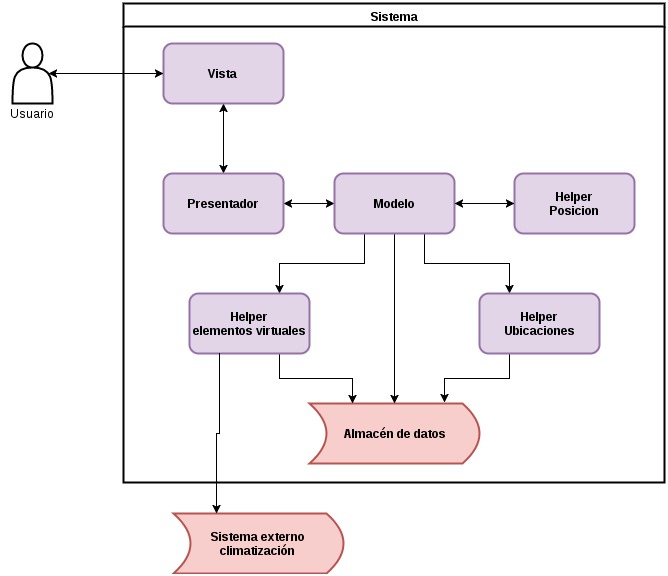 Sistema
Vista
Usuario
Presentador
Modelo
Helper
Posicion
Helper
elementos virtuales
Helper
Ubicaciones
Almacén de datos
Sistema externo
climatización